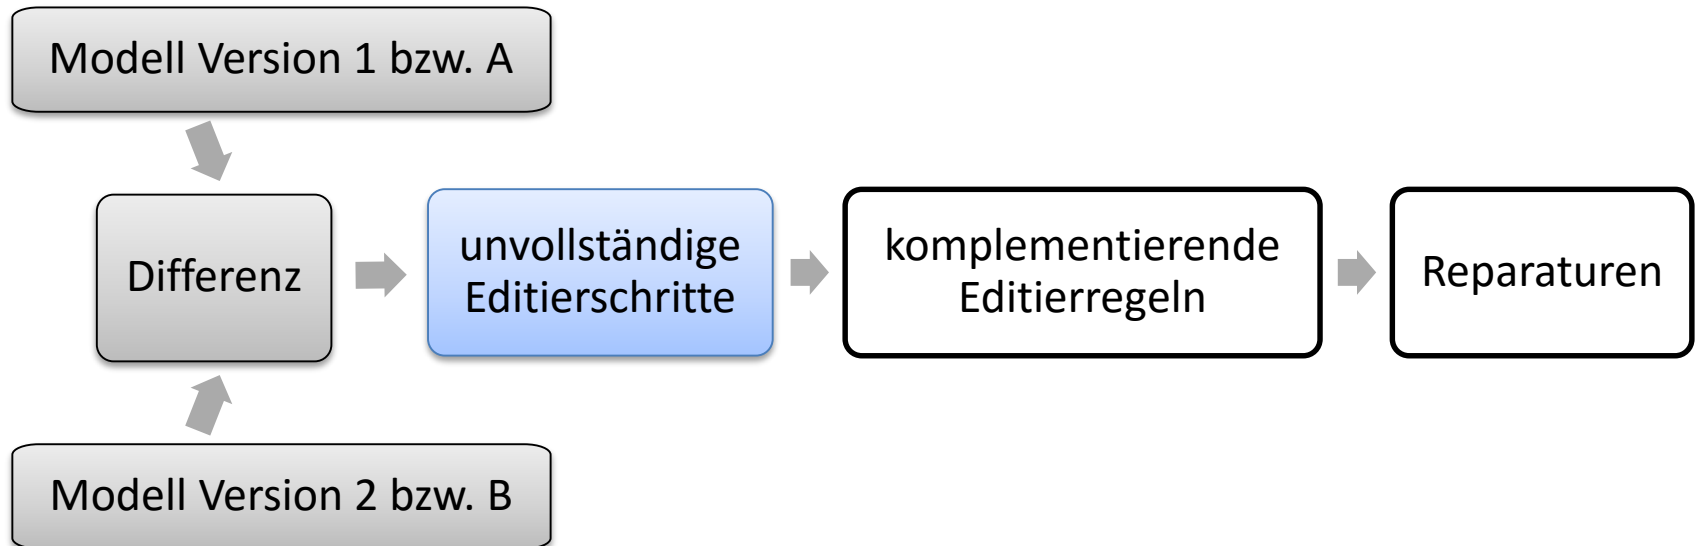 Modell Version 1 bzw. A
Differenz
unvollständige
Editierschritte
komplementierende
Editierregeln
Reparaturen
Modell Version 2 bzw. B